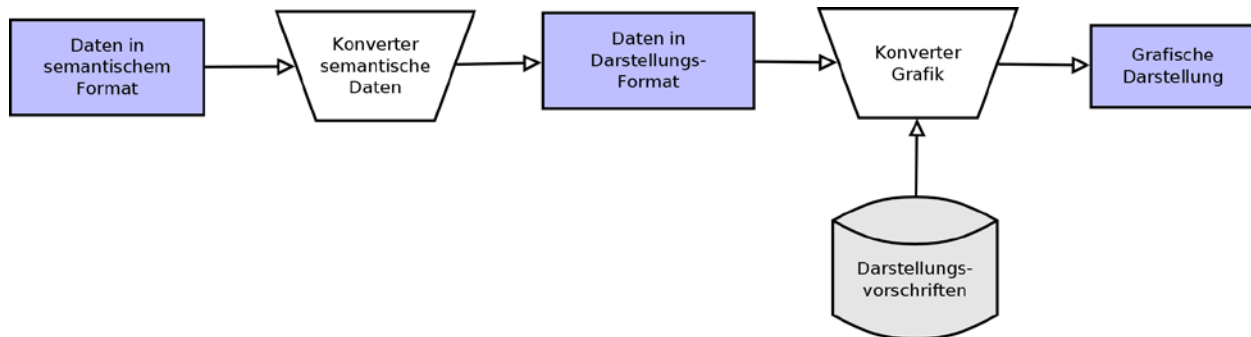 Daten in
semantischem
Format
Konverter
semantische
Daten
Daten in
Darstellungs-
Format
Konverter
Grafik
Grafische
Darstellung
Darstellungs-
vorschriften